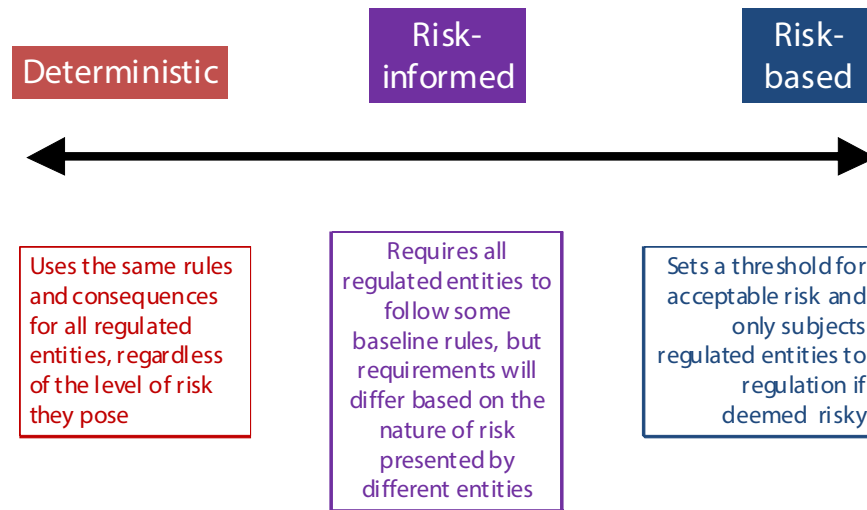 Deterministic
Risk-
informed
Risk-
based
Uses the same rules
and consequences
for all regulated
entities, regardless
of the level of risk
they pose
Requires all
regulated entities to
follow some
baseline rules, but
requirements will
differ based on the
nature of risk
presented by
different entities
Sets a threshold for
acceptable risk and
only subjects
regulated entities to
regulation if
deemed risky